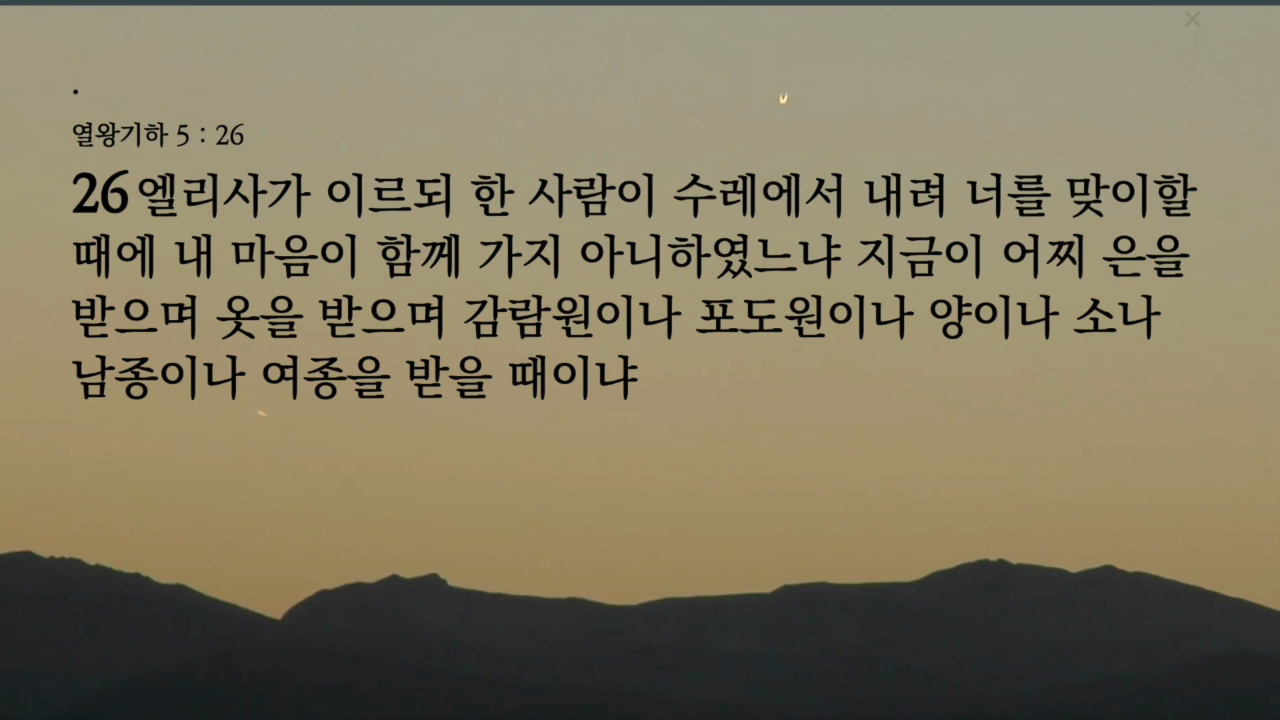 .
열왕기하 5 : 26
26 엘리사가 이르되 한 사람이 수레에서 내려 너를 맞이할
때에 내 마음이 함께 가지 아니하였느냐 지금이 어찌 은을
받으며 옷을 받으며 감람원이나 포도원이나 양이나 소나
남종이나 여종을 받을 때이냐